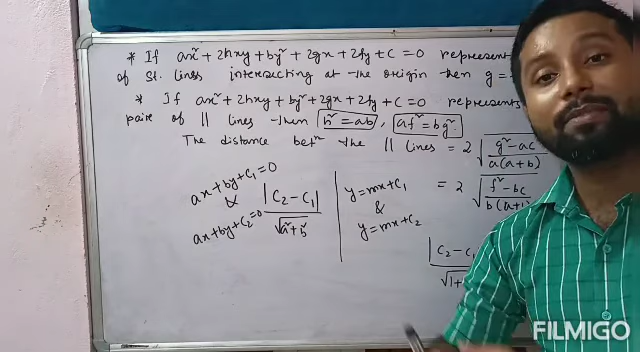 * If ax²+2hxy+by²+2gx+2fy+c=0 represent
of St. lines intersecting at the origin then g =
* If ax²+2hxy+by²+2gx+2fy+c=0 represents
pair of || lines then h²=ab, af²=bg².
The distance betⁿ the || lines = 2√((g²-ac)/(a(a+b)))
= 2√((f²-bc)/(b(a+b)))
ax+by+c₁=0
&
ax+by+c₂=0
|c₂-c₁|/√(a²+b²)
y=mx+c₁
&
y=mx+c₂
|c₂-c₁
√1+
FILMIGO